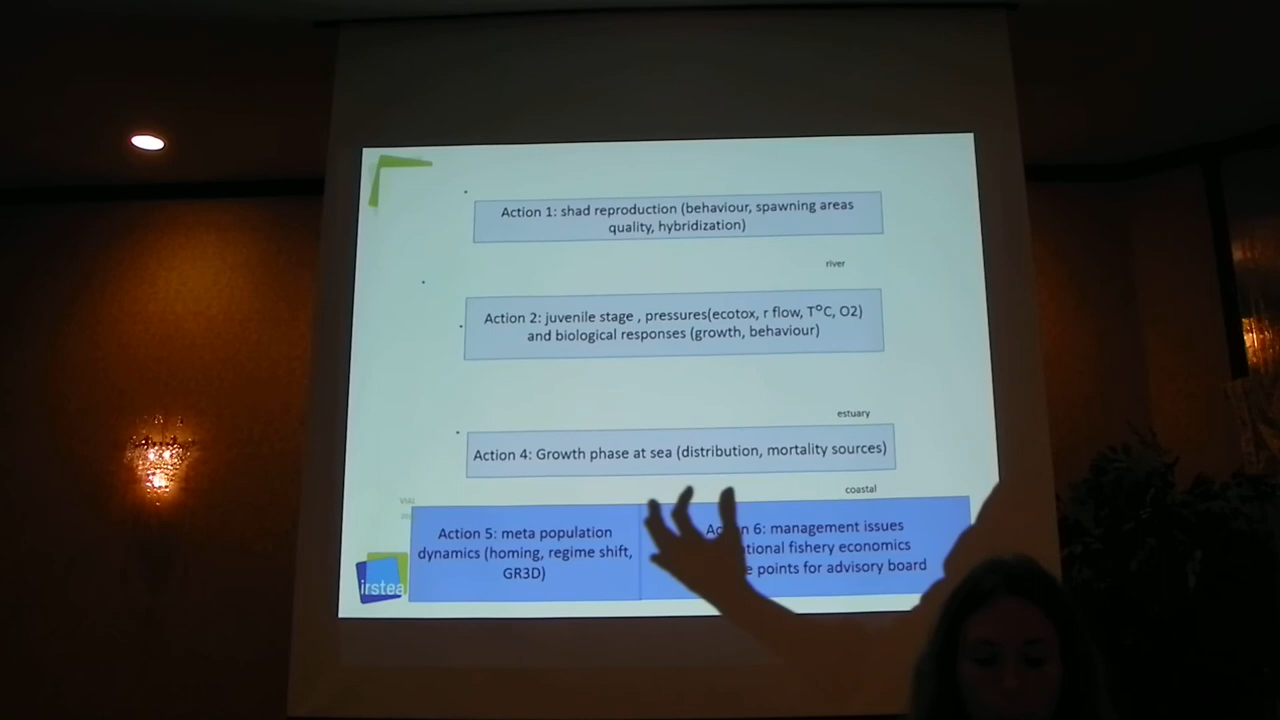 Action 1: shad reproduction (behaviour, spawning areas
quality, hybridization)
river
Action 2: juvenile stage , pressures(ecotox, r flow, T°C, O2)
and biological responses (growth, behaviour)
estuary
Action 4: Growth phase at sea (distribution, mortality sources)
coastal
Action 5: meta population
dynamics (homing, regime shift,
GR3D)
6: management issues
fishery economics
points for advisory board
irstea